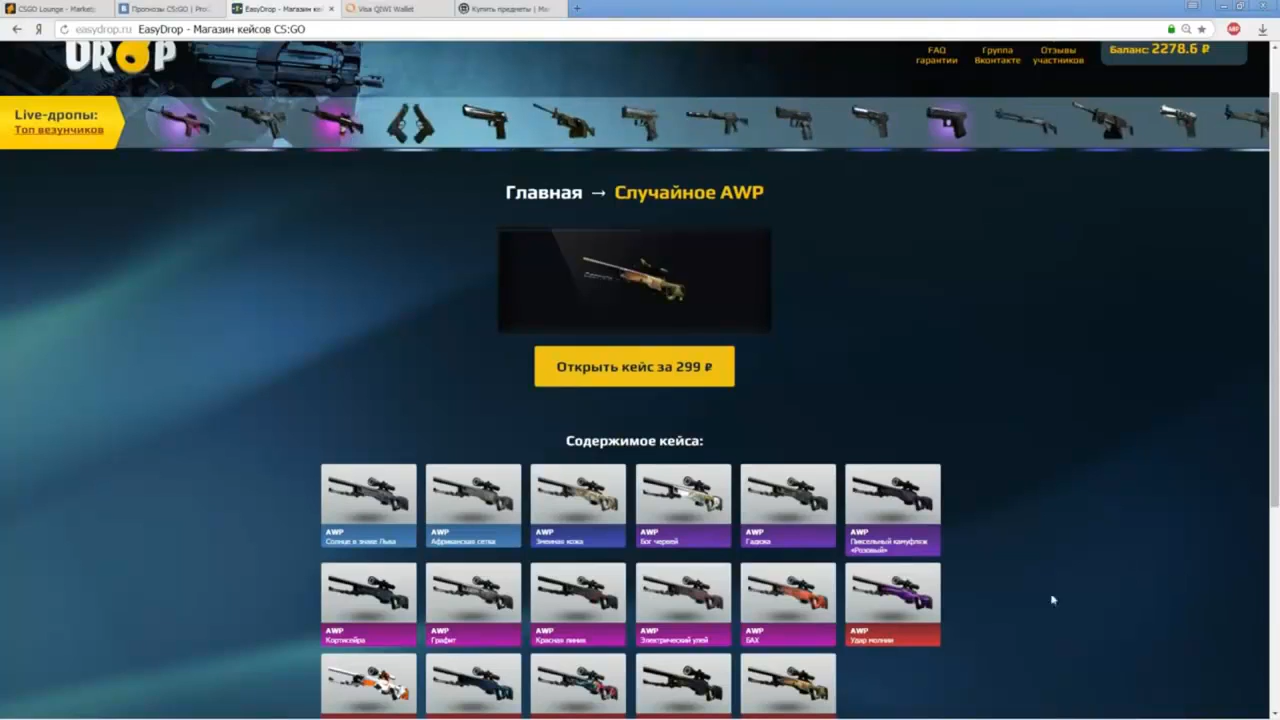 CSGO Lounge - Markets
Прогнозы CS:GO | Pro
EasyDrop - Магазин кей
Visa QIWI Wallet
Купить предметы | Ma
Я
easydrop.ru EasyDrop - Магазин кейсов CS:GO
ABP
DROP
FAQ
гарантии
Группа
Вконтакте
Отзывы
участников
Баланс: 2278.6 ₽
Live-дропы:
Топ везунчиков
Главная → Случайное AWP
Открыть кейс за 299 ₽
Содержимое кейса:
AWP
Солнце в знаке Льва
AWP
Африканская сетка
AWP
Змеиная кожа
AWP
Бог червей
AWP
Гадюка
AWP
Пиксельный камуфляж
«Розовый»
AWP
Кортисейра
AWP
Графит
AWP
Красная линия
AWP
Электрический улей
AWP
БАХ
AWP
Удар молнии